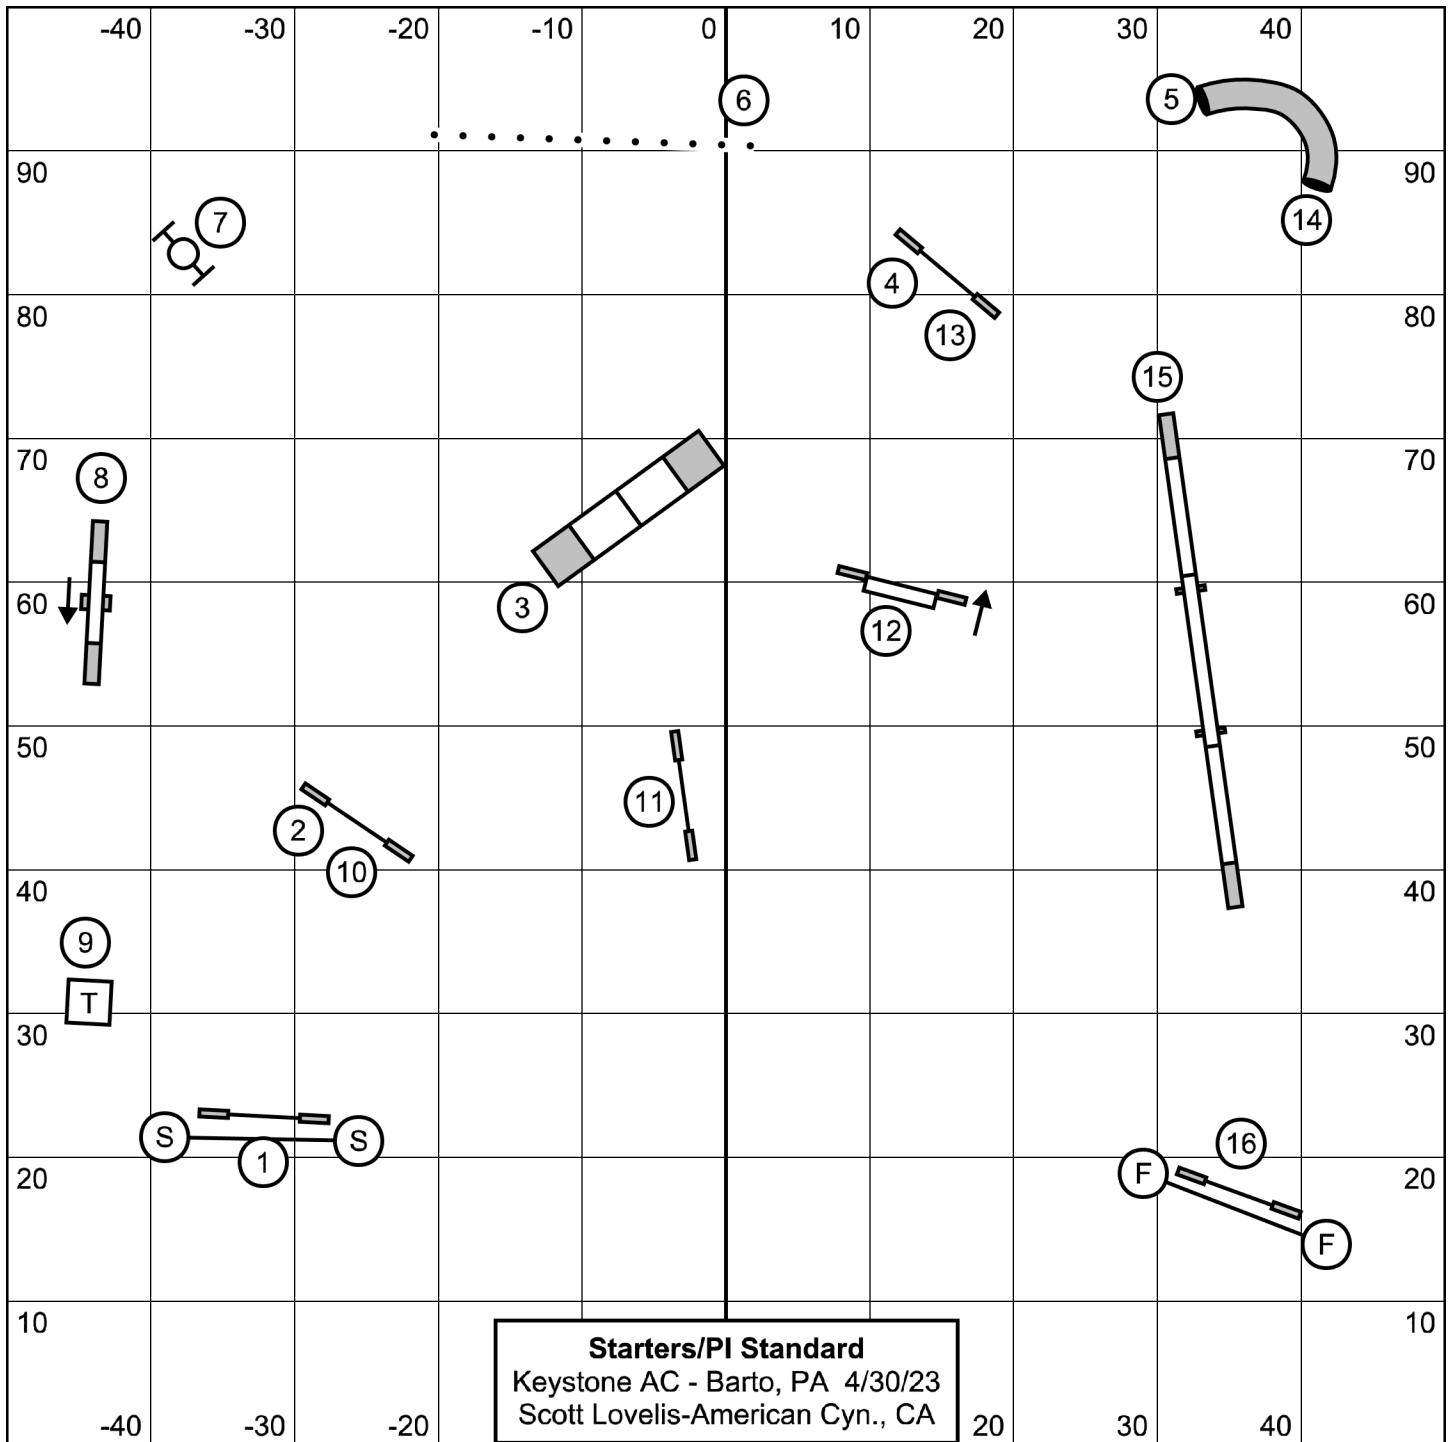 -40 -30 -20 -10 0 10 20 30 40
6
5
90 90
7
14
4
80 80
13
15
70 70
8
60 60
3
12
50 50
11
2
10
40 40
9
T
30 30
S S
1
16
20 F 20
F
10 10
Starters/PI Standard
Keystone AC - Barto, PA 4/30/23
Scott Lovelis-American Cyn., CA
-40 -30 -20 20 30 40